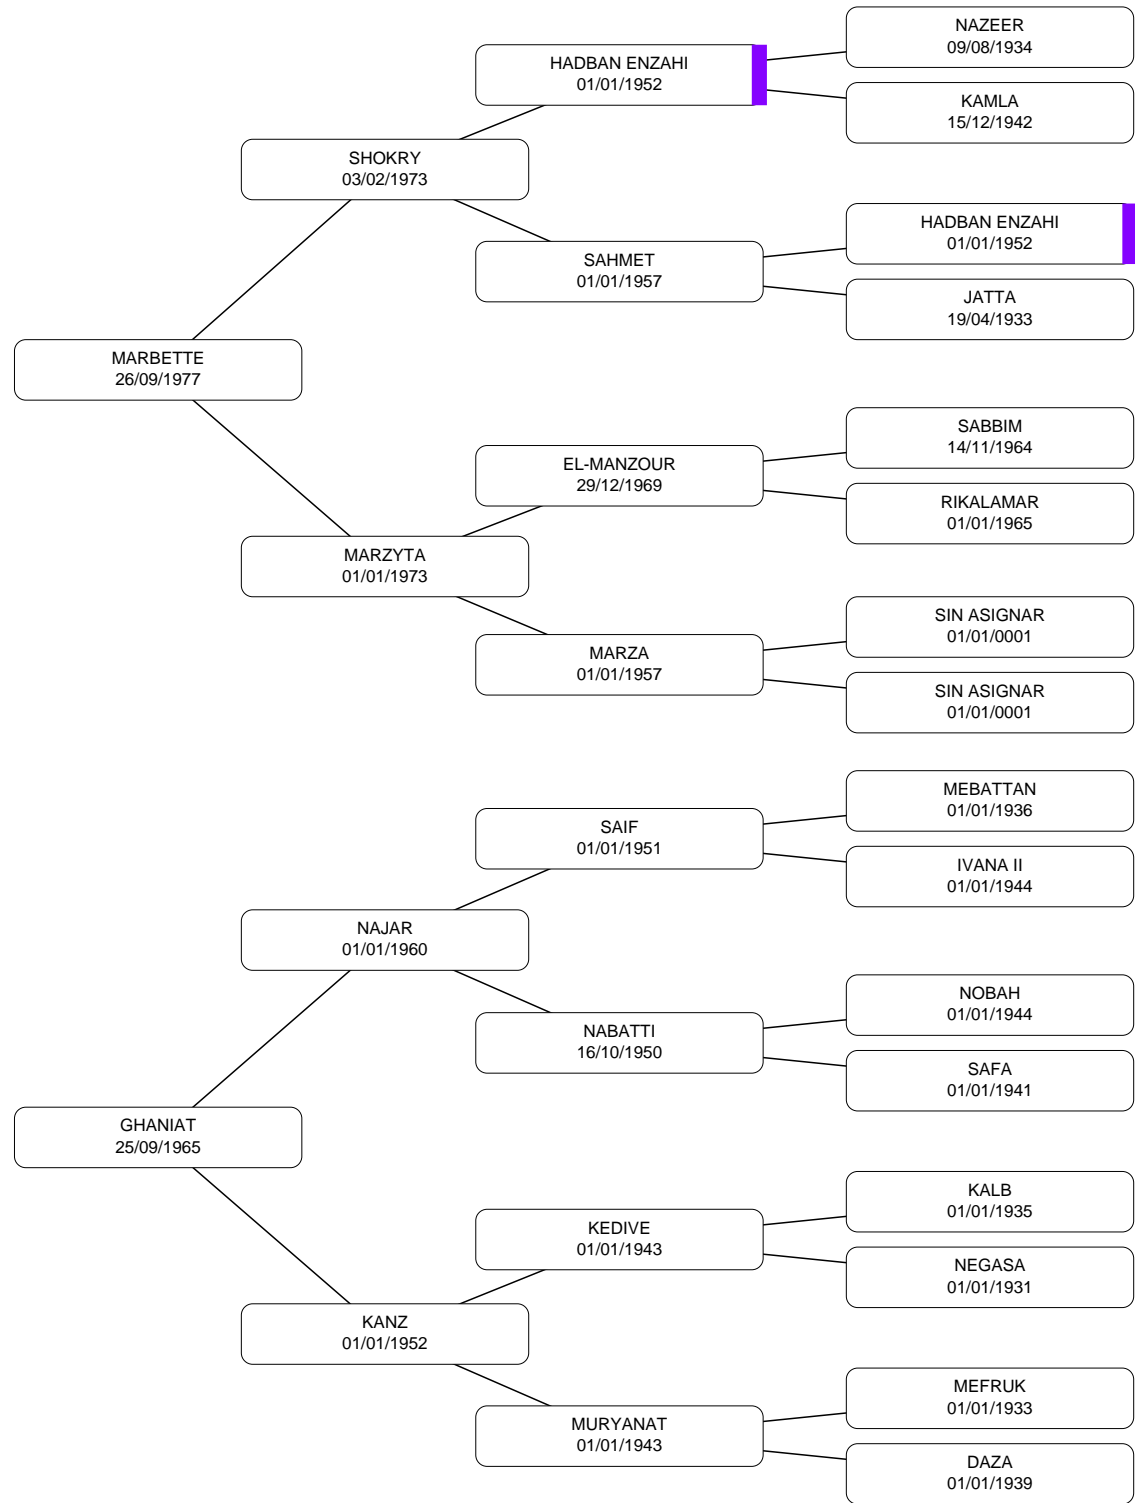 NAZEER
09/08/1934
HADBAN ENZAHI
01/01/1952
KAMLA
15/12/1942
SHOKRY
03/02/1973
HADBAN ENZAHI
01/01/1952
SAHMET
01/01/1957
JATTA
19/04/1933
MARBETTE
26/09/1977
SABBIM
14/11/1964
EL-MANZOUR
29/12/1969
RIKALAMAR
01/01/1965
MARZYTA
01/01/1973
SIN ASIGNAR
01/01/0001
MARZA
01/01/1957
SIN ASIGNAR
01/01/0001
MEBATTAN
01/01/1936
SAIF
01/01/1951
IVANA II
01/01/1944
NAJAR
01/01/1960
NOBAH
01/01/1944
NABATTI
16/10/1950
SAFA
01/01/1941
GHANIAT
25/09/1965
KALB
01/01/1935
KEDIVE
01/01/1943
NEGASA
01/01/1931
KANZ
01/01/1952
MEFRUK
01/01/1933
MURYANAT
01/01/1943
DAZA
01/01/1939